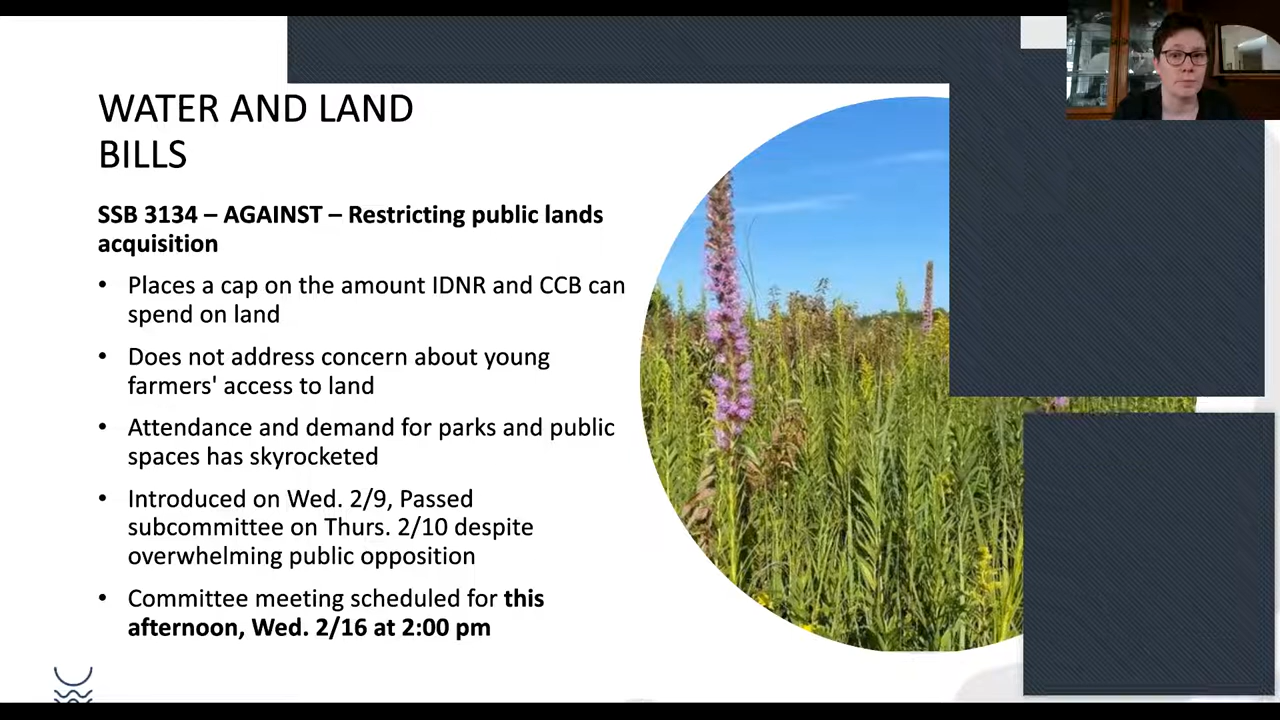 WATER AND LAND
BILLS
SSB 3134 – AGAINST – Restricting public lands
acquisition
• Places a cap on the amount IDNR and CCB can
spend on land
• Does not address concern about young
farmers' access to land
• Attendance and demand for parks and public
spaces has skyrocketed
• Introduced on Wed. 2/9, Passed
subcommittee on Thurs. 2/10 despite
overwhelming public opposition
• Committee meeting scheduled for this
afternoon, Wed. 2/16 at 2:00 pm